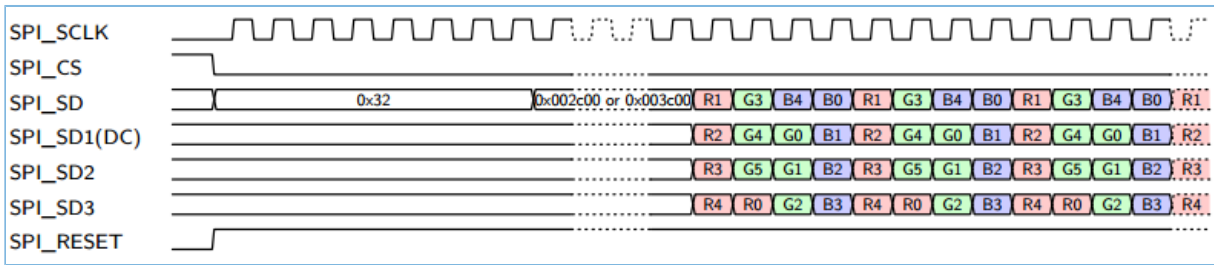 SPI_SCLK
SPI_CS
SPI_SD 0x32 0x002c00 or 0x003c00 R1 G3 B4 B0 R1 G3 B4 B0 R1 G3 B4 B0 R1
SPI_SD1(DC) R2 G4 G0 B1 R2 G4 G0 B1 R2 G4 G0 B1 R2
SPI_SD2 R3 G5 G1 B2 R3 G5 G1 B2 R3 G5 G1 B2 R3
SPI_SD3 R4 R0 G2 B3 R4 R0 G2 B3 R4 R0 G2 B3 R4
SPI_RESET